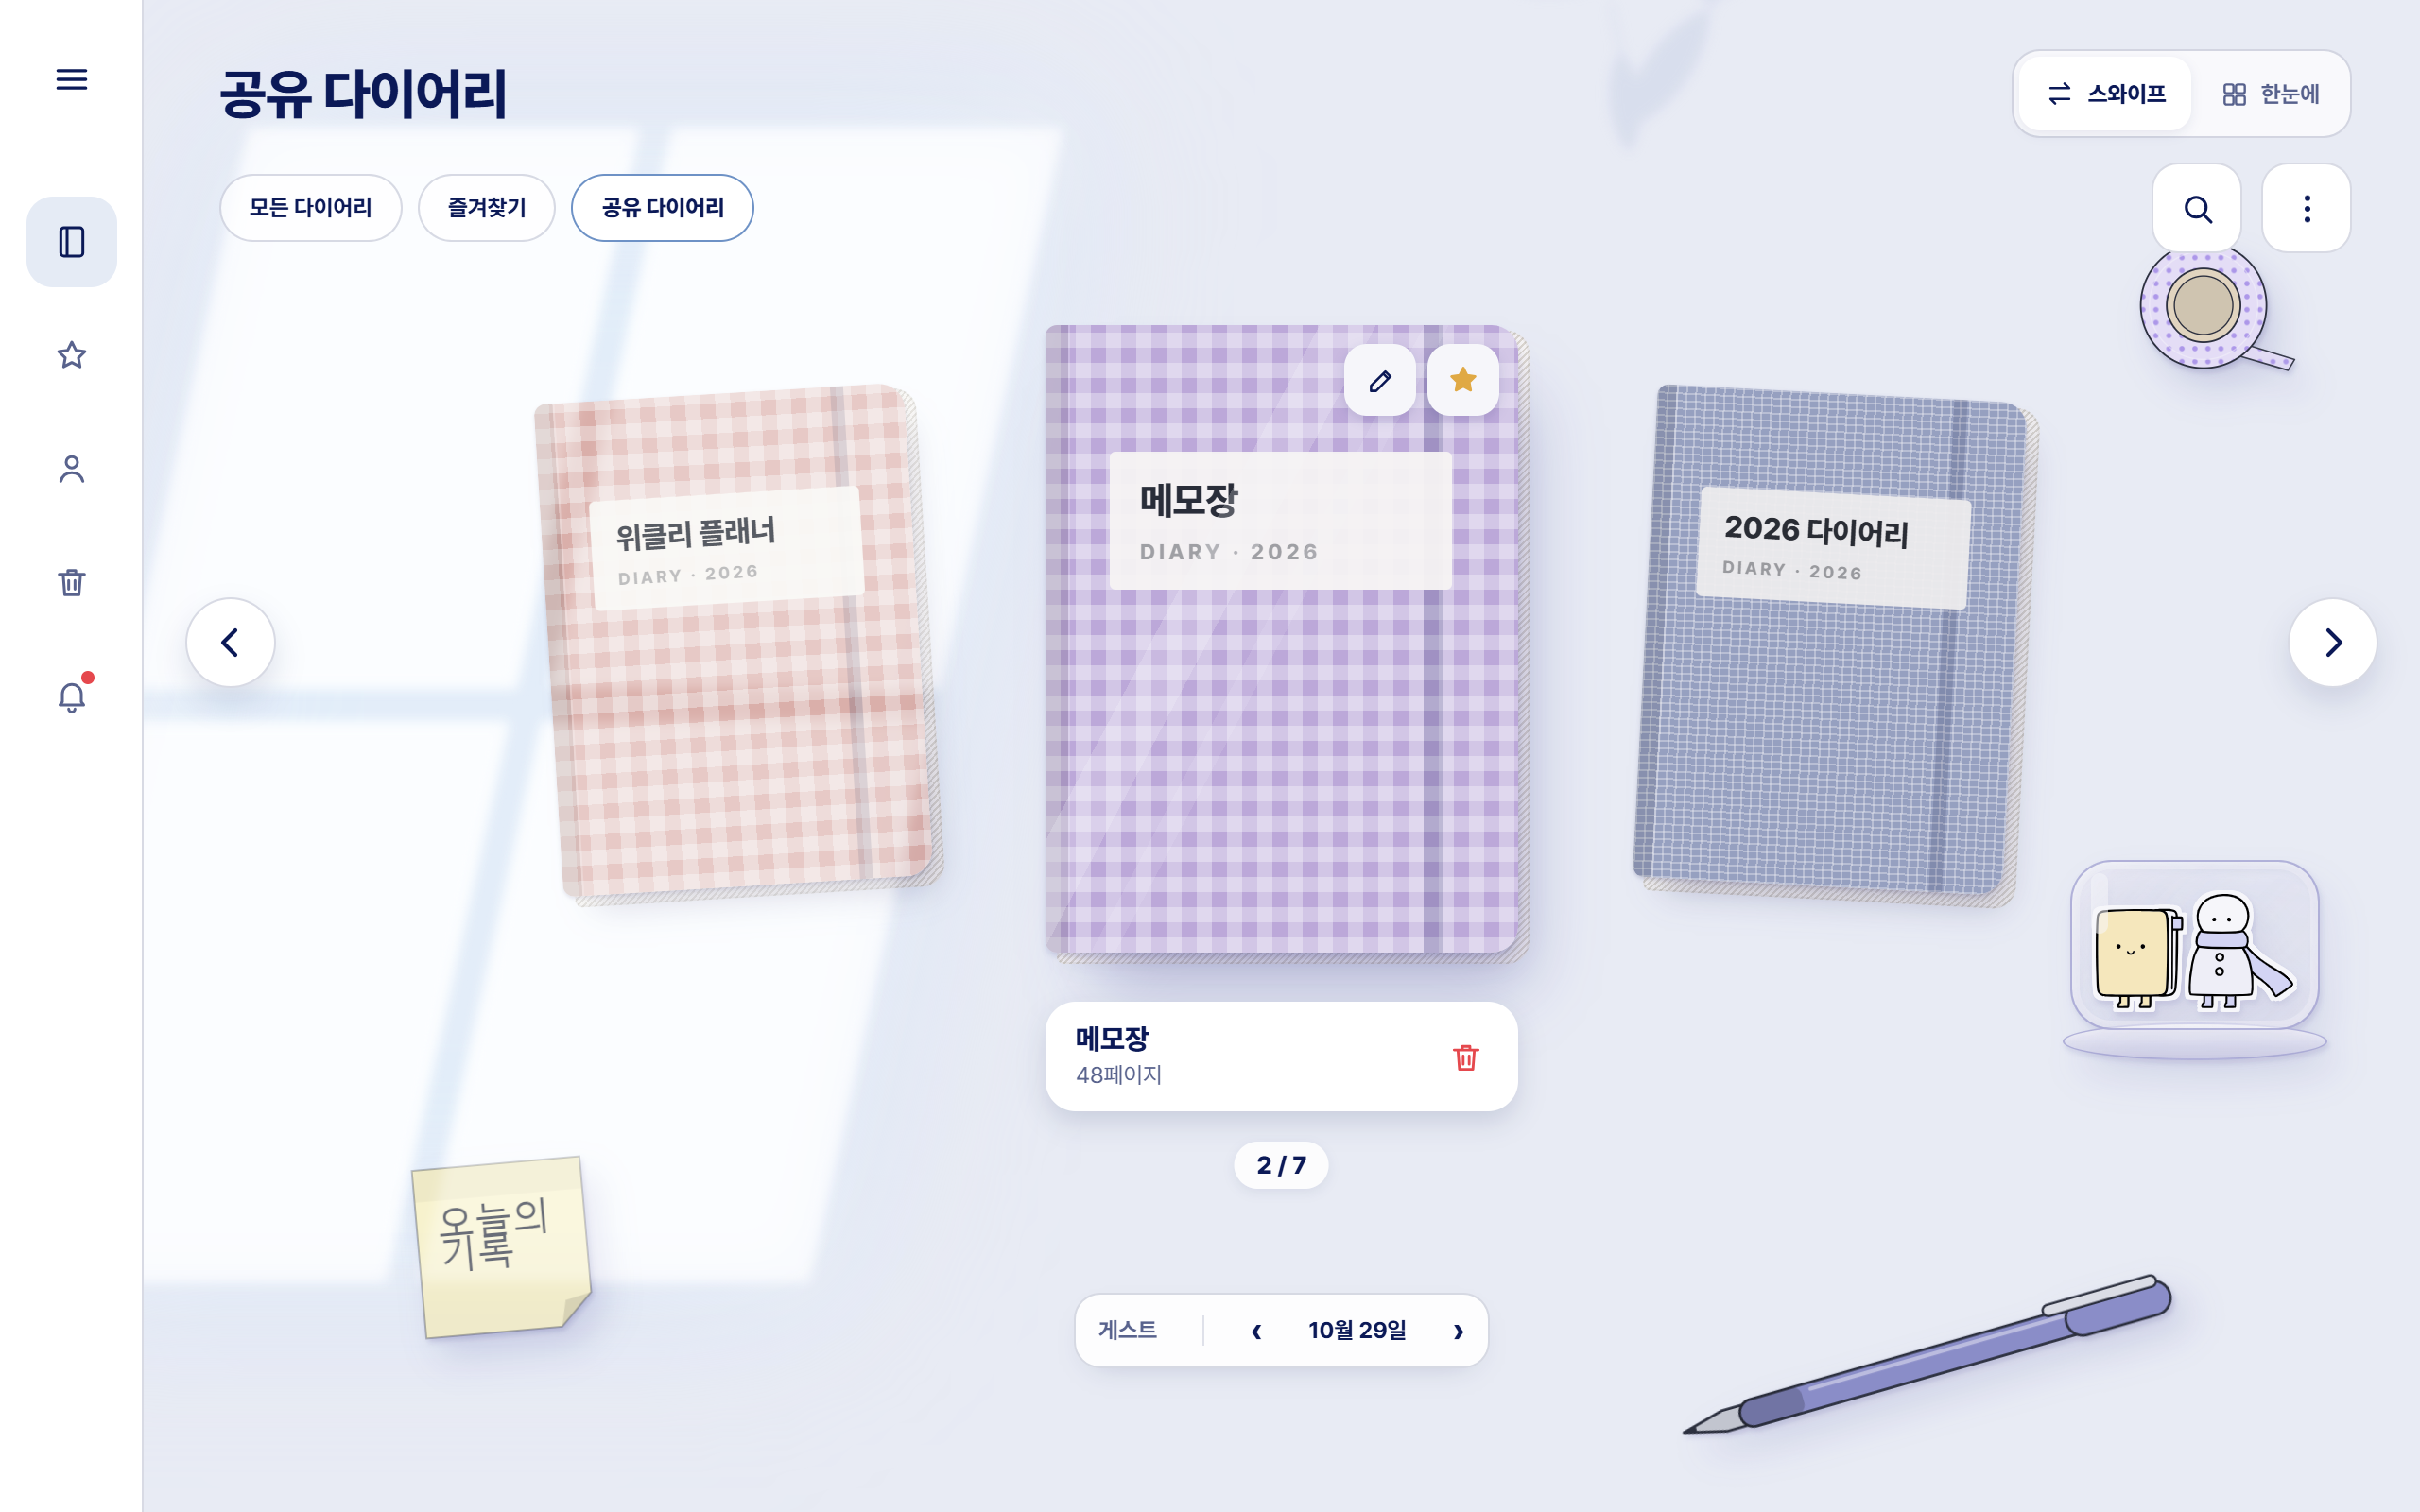 공유 다이어리
스와이프
한눈에
모든 다이어리
즐겨찾기
공유 다이어리
위클리 플래너
DIARY · 2026
메모장
DIARY · 2026
2026 다이어리
DIARY · 2026
메모장
48페이지
2 / 7
오늘의
기록
게스트
‹ 10월 29일 ›